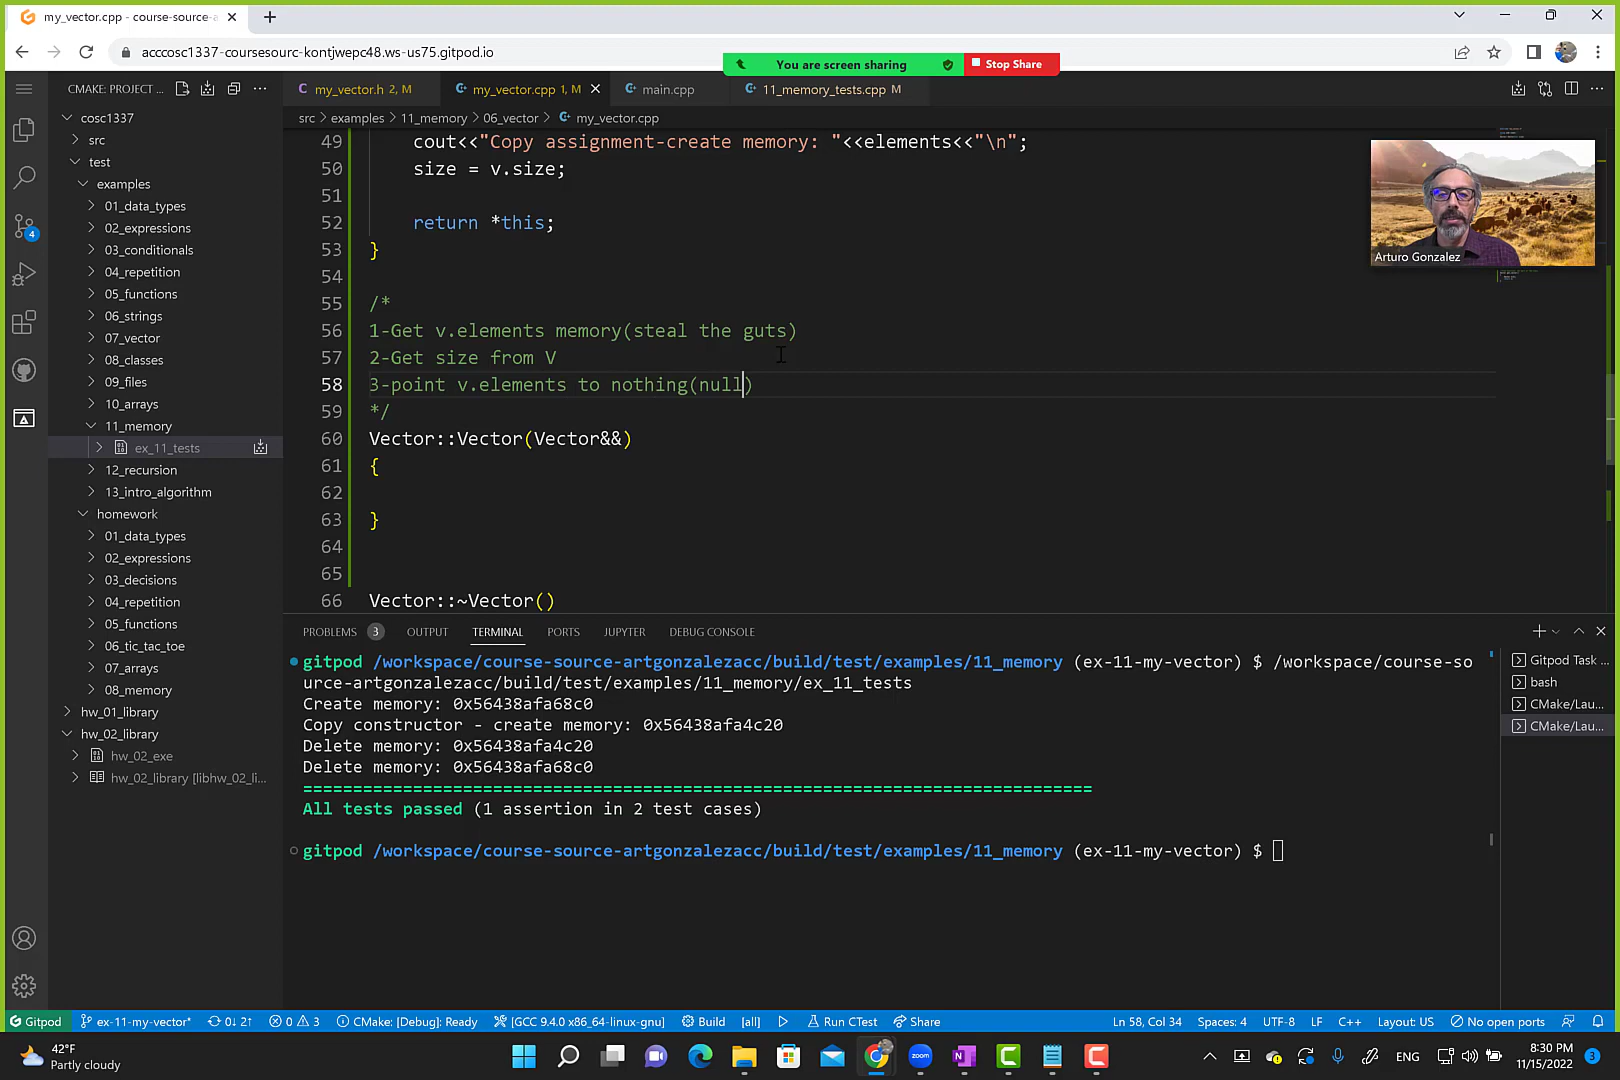 my_vector.cpp - course-source-a
acccosc1337-coursesourc-kontjwepc48.ws-us75.gitpod.io
You are screen sharing
Stop Share
CMAKE: PROJECT ...
my_vector.h 2, M
my_vector.cpp 1, M
main.cpp
11_memory_tests.cpp M
src > examples > 11_memory > 06_vector > my_vector.cpp
cosc1337
src
test
examples
01_data_types
02_expressions
03_conditionals
04_repetition
05_functions
06_strings
07_vector
08_classes
09_files
10_arrays
11_memory
ex_11_tests
12_recursion
13_intro_algorithm
homework
01_data_types
02_expressions
03_decisions
04_repetition
05_functions
06_tic_tac_toe
07_arrays
08_memory
hw_01_library
hw_02_library
hw_02_exe
hw_02_library [libhw_02_li...
4
49 cout<<"Copy assignment-create memory: "<<elements<<"\n";
50 size = v.size;
51
52 return *this;
53 }
54
55 /*
56 1-Get v.elements memory(steal the guts)
57 2-Get size from V
58 3-point v.elements to nothing(null)
59 */
60 Vector::Vector(Vector&&)
61 {
62
63 }
64
65
66 Vector::~Vector()
Arturo Gonzalez
PROBLEMS 3 OUTPUT TERMINAL PORTS JUPYTER DEBUG CONSOLE
gitpod /workspace/course-source-artgonzalezacc/build/test/examples/11_memory (ex-11-my-vector) $ /workspace/course-so
urce-artgonzalezacc/build/test/examples/11_memory/ex_11_tests
Create memory: 0x56438afa68c0
Copy constructor - create memory: 0x56438afa4c20
Delete memory: 0x56438afa4c20
Delete memory: 0x56438afa68c0
===============================================================================
All tests passed (1 assertion in 2 test cases)
gitpod /workspace/course-source-artgonzalezacc/build/test/examples/11_memory (ex-11-my-vector) $
Gitpod Task ...
bash
CMake/Lau...
CMake/Lau...
Gitpod ex-11-my-vector* 0↓ 2↑ 0 3 CMake: [Debug]: Ready [GCC 9.4.0 x86_64-linux-gnu] Build [all] Run CTest Share Ln 58, Col 34 Spaces: 4 UTF-8 LF C++ Layout: US No open ports
42°F
Partly cloudy
zoom
ENG
8:30 PM
11/15/2022
3